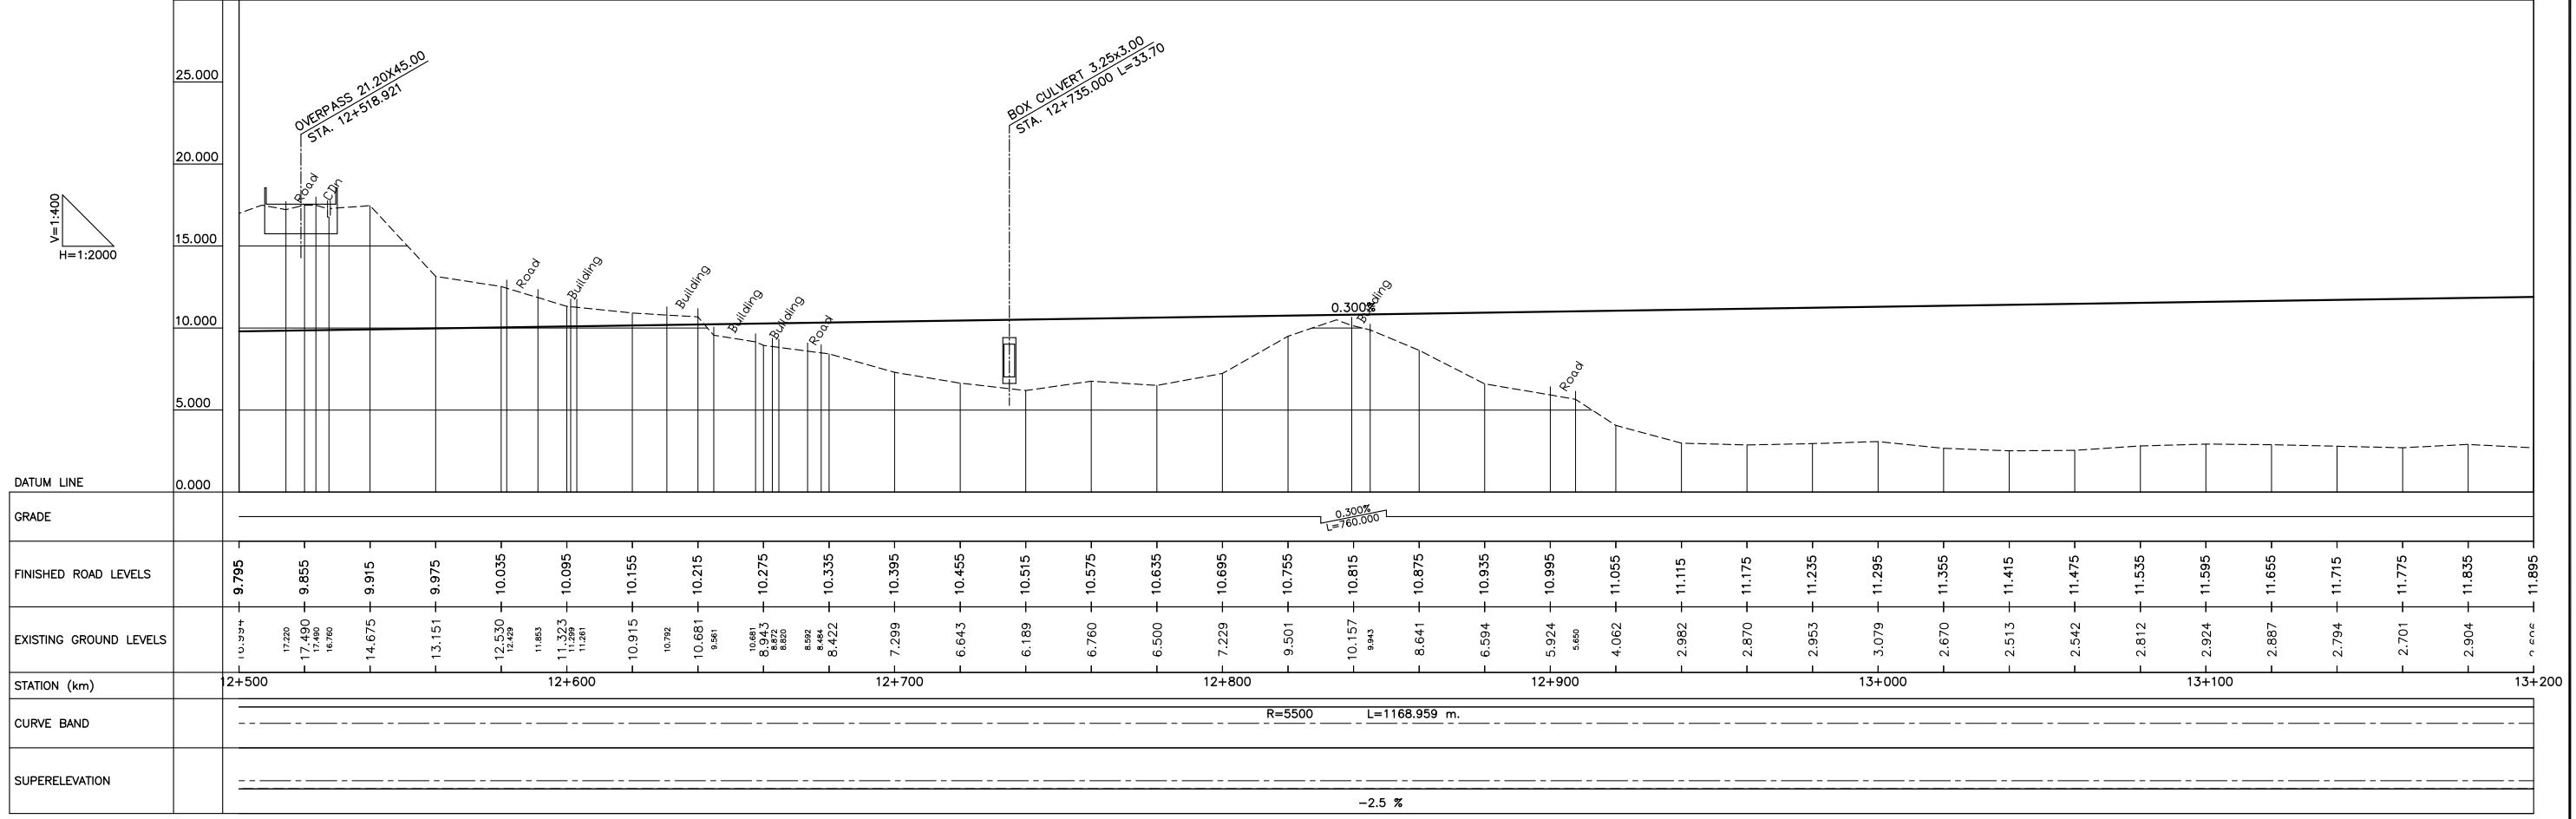 OVERPASS 21.20X45.00
STA. 12+518.921
BOX CULVERT 3.25x3.00
STA. 12+735.000 L=33.70
25.000
20.000
15.000
10.000
5.000
0.000
V=1:400
H=1:2000
Road
CDn
Road
Building
Building
Building
Building
Road
0.300%
Building
Road
DATUM LINE
GRADE
0.300%
L=760.000
FINISHED ROAD LEVELS
9.795 9.855 9.915 9.975 10.035 10.095 10.155 10.215 10.275 10.335 10.395 10.455 10.515 10.575 10.635 10.695 10.755 10.815 10.875 10.935 10.995 11.055 11.115 11.175 11.235 11.295 11.355 11.415 11.475 11.535 11.595 11.655 11.715 11.775 11.835 11.895
EXISTING GROUND LEVELS
17.220 17.490 17.490 16.760 14.675 13.151 12.530 12.429 11.853 11.323 11.299 11.261 10.915 10.792 10.681 9.561 10.681 8.943 8.872 8.820 8.592 8.484 8.422 7.299 6.643 6.189 6.760 6.500 7.229 9.501 10.157 9.943 8.641 6.594 5.924 5.650 4.062 2.982 2.870 2.953 3.079 2.670 2.513 2.542 2.812 2.924 2.887 2.794 2.701 2.904
STATION (km)
12+500 12+600 12+700 12+800 12+900 13+000 13+100 13+200
CURVE BAND
R=5500 L=1168.959 m.
SUPERELEVATION
-2.5 %